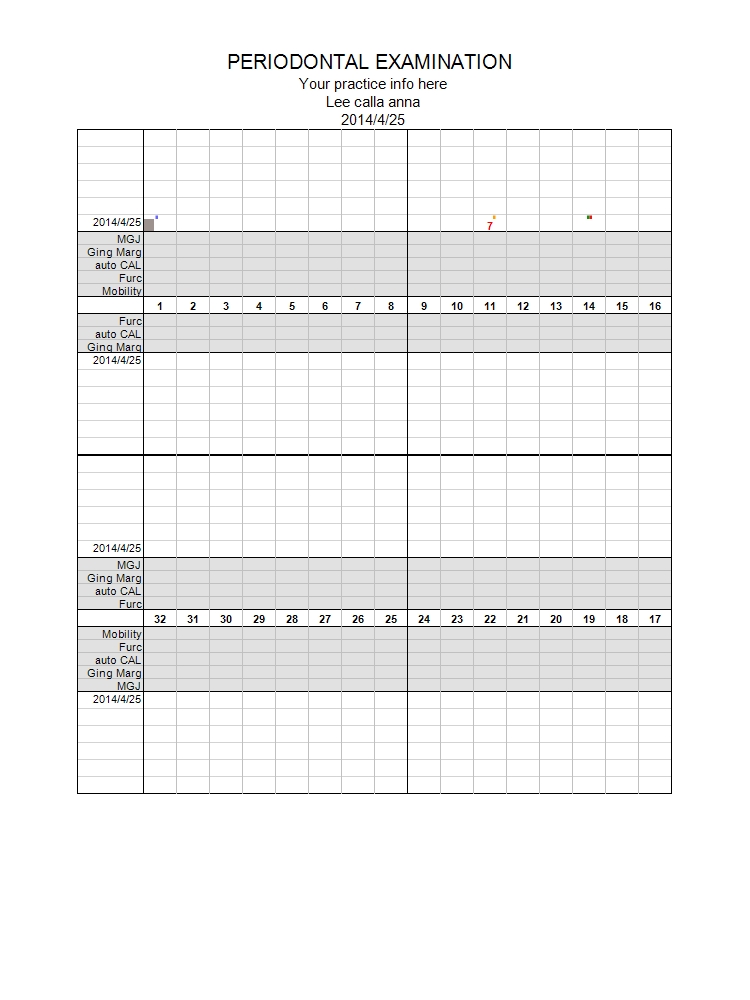 PERIODONTAL EXAMINATION
Your practice info here
Lee calla anna
2014/4/25
2014/4/25 7
MGJ
Ging Marg
auto CAL
Furc
Mobility
1 2 3 4 5 6 7 8 9 10 11 12 13 14 15 16
Furc
auto CAL
Ging Marg
2014/4/25
2014/4/25
MGJ
Ging Marg
auto CAL
Furc
32 31 30 29 28 27 26 25 24 23 22 21 20 19 18 17
Mobility
Furc
auto CAL
Ging Marg
MGJ
2014/4/25